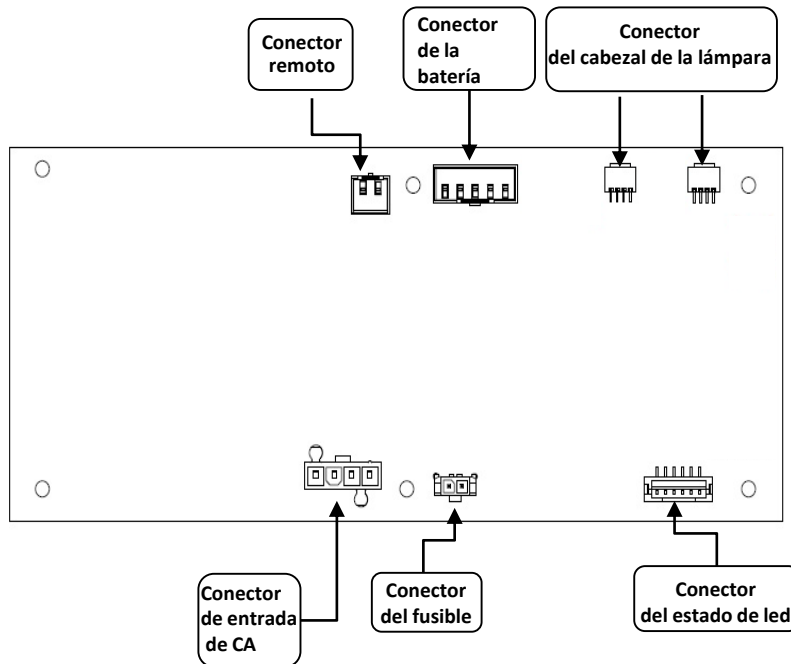 Conector
remoto
Conector
de la
batería
Conector
del cabezal de la lámpara
Conector
de entrada
de CA
Conector
del fusible
Conector
del estado de led